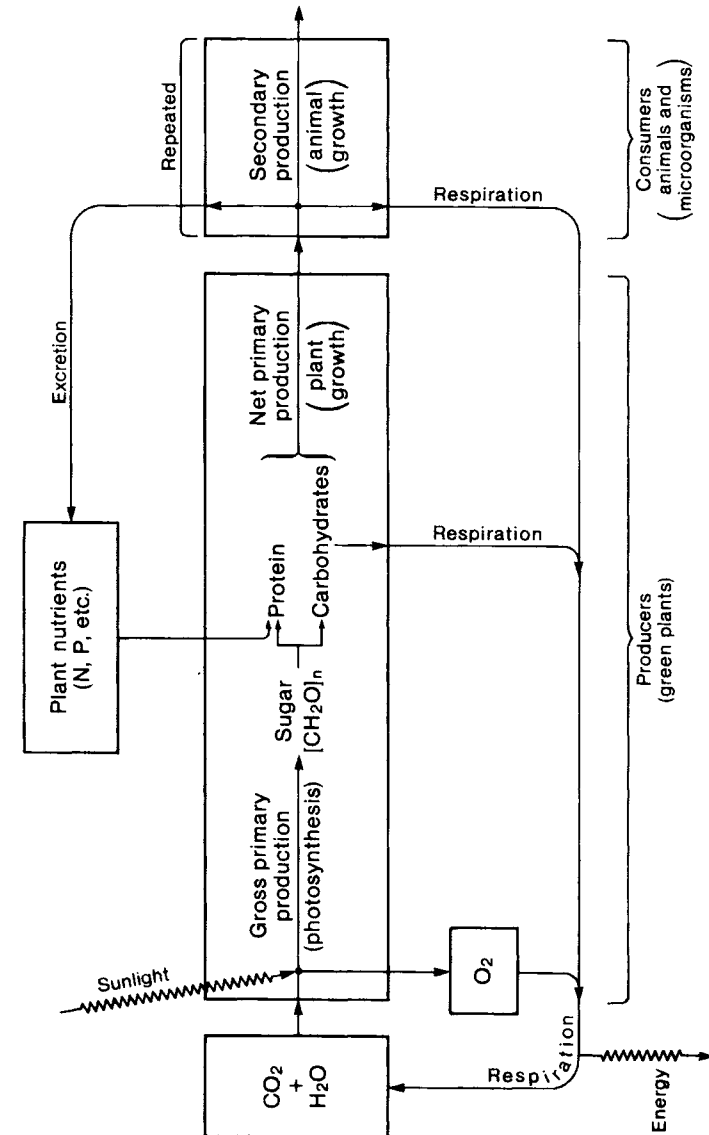 CO₂
+
H₂O
Sunlight
Gross primary
production
(photosynthesis)
Sugar
[CH₂O]n
Protein
Carbohydrates
Net primary
production
(plant
growth)
Plant nutrients
(N, P, etc.)
Excretion
Repeated
Secondary
production
(animal
growth)
Respiration
Respiration
O₂
Respiration
Energy
Producers
(green plants)
Consumers
(animals and
microorganisms)